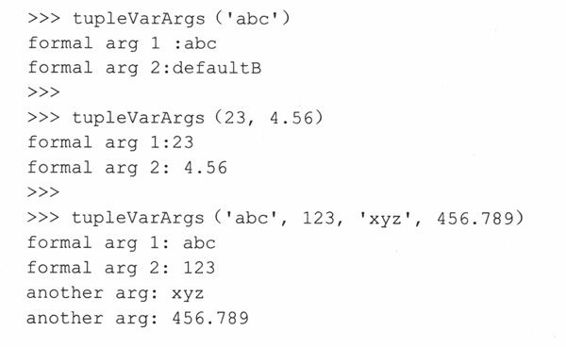 >>> tupleVarArgs ('abc')
formal arg 1 :abc
formal arg 2:defaultB
>>>
>>> tupleVarArgs (23, 4.56)
formal arg 1:23
formal arg 2: 4.56
>>>
>>> tupleVarArgs ('abc', 123, 'xyz', 456.789)
formal arg 1: abc
formal arg 2: 123
another arg: xyz
another arg: 456.789